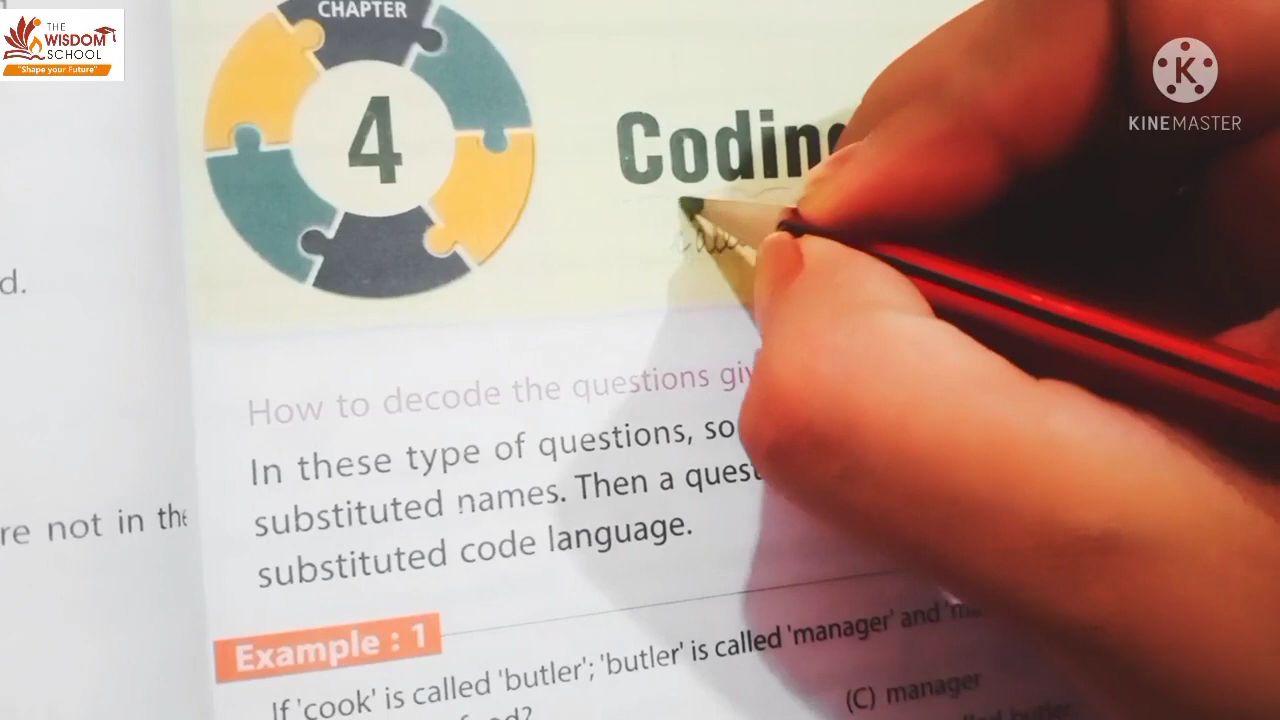 THE
WISDOM
SCHOOL
"Shape your Future"
CHAPTER
4
Coding
K
KINEMASTER
d.
re not in the
How to decode the questions giv
In these type of questions, so
substituted names. Then a quest
substituted code language.
Example : 1
If 'cook' is called 'butler'; 'butler' is called 'manager' and 'm
(C) manager